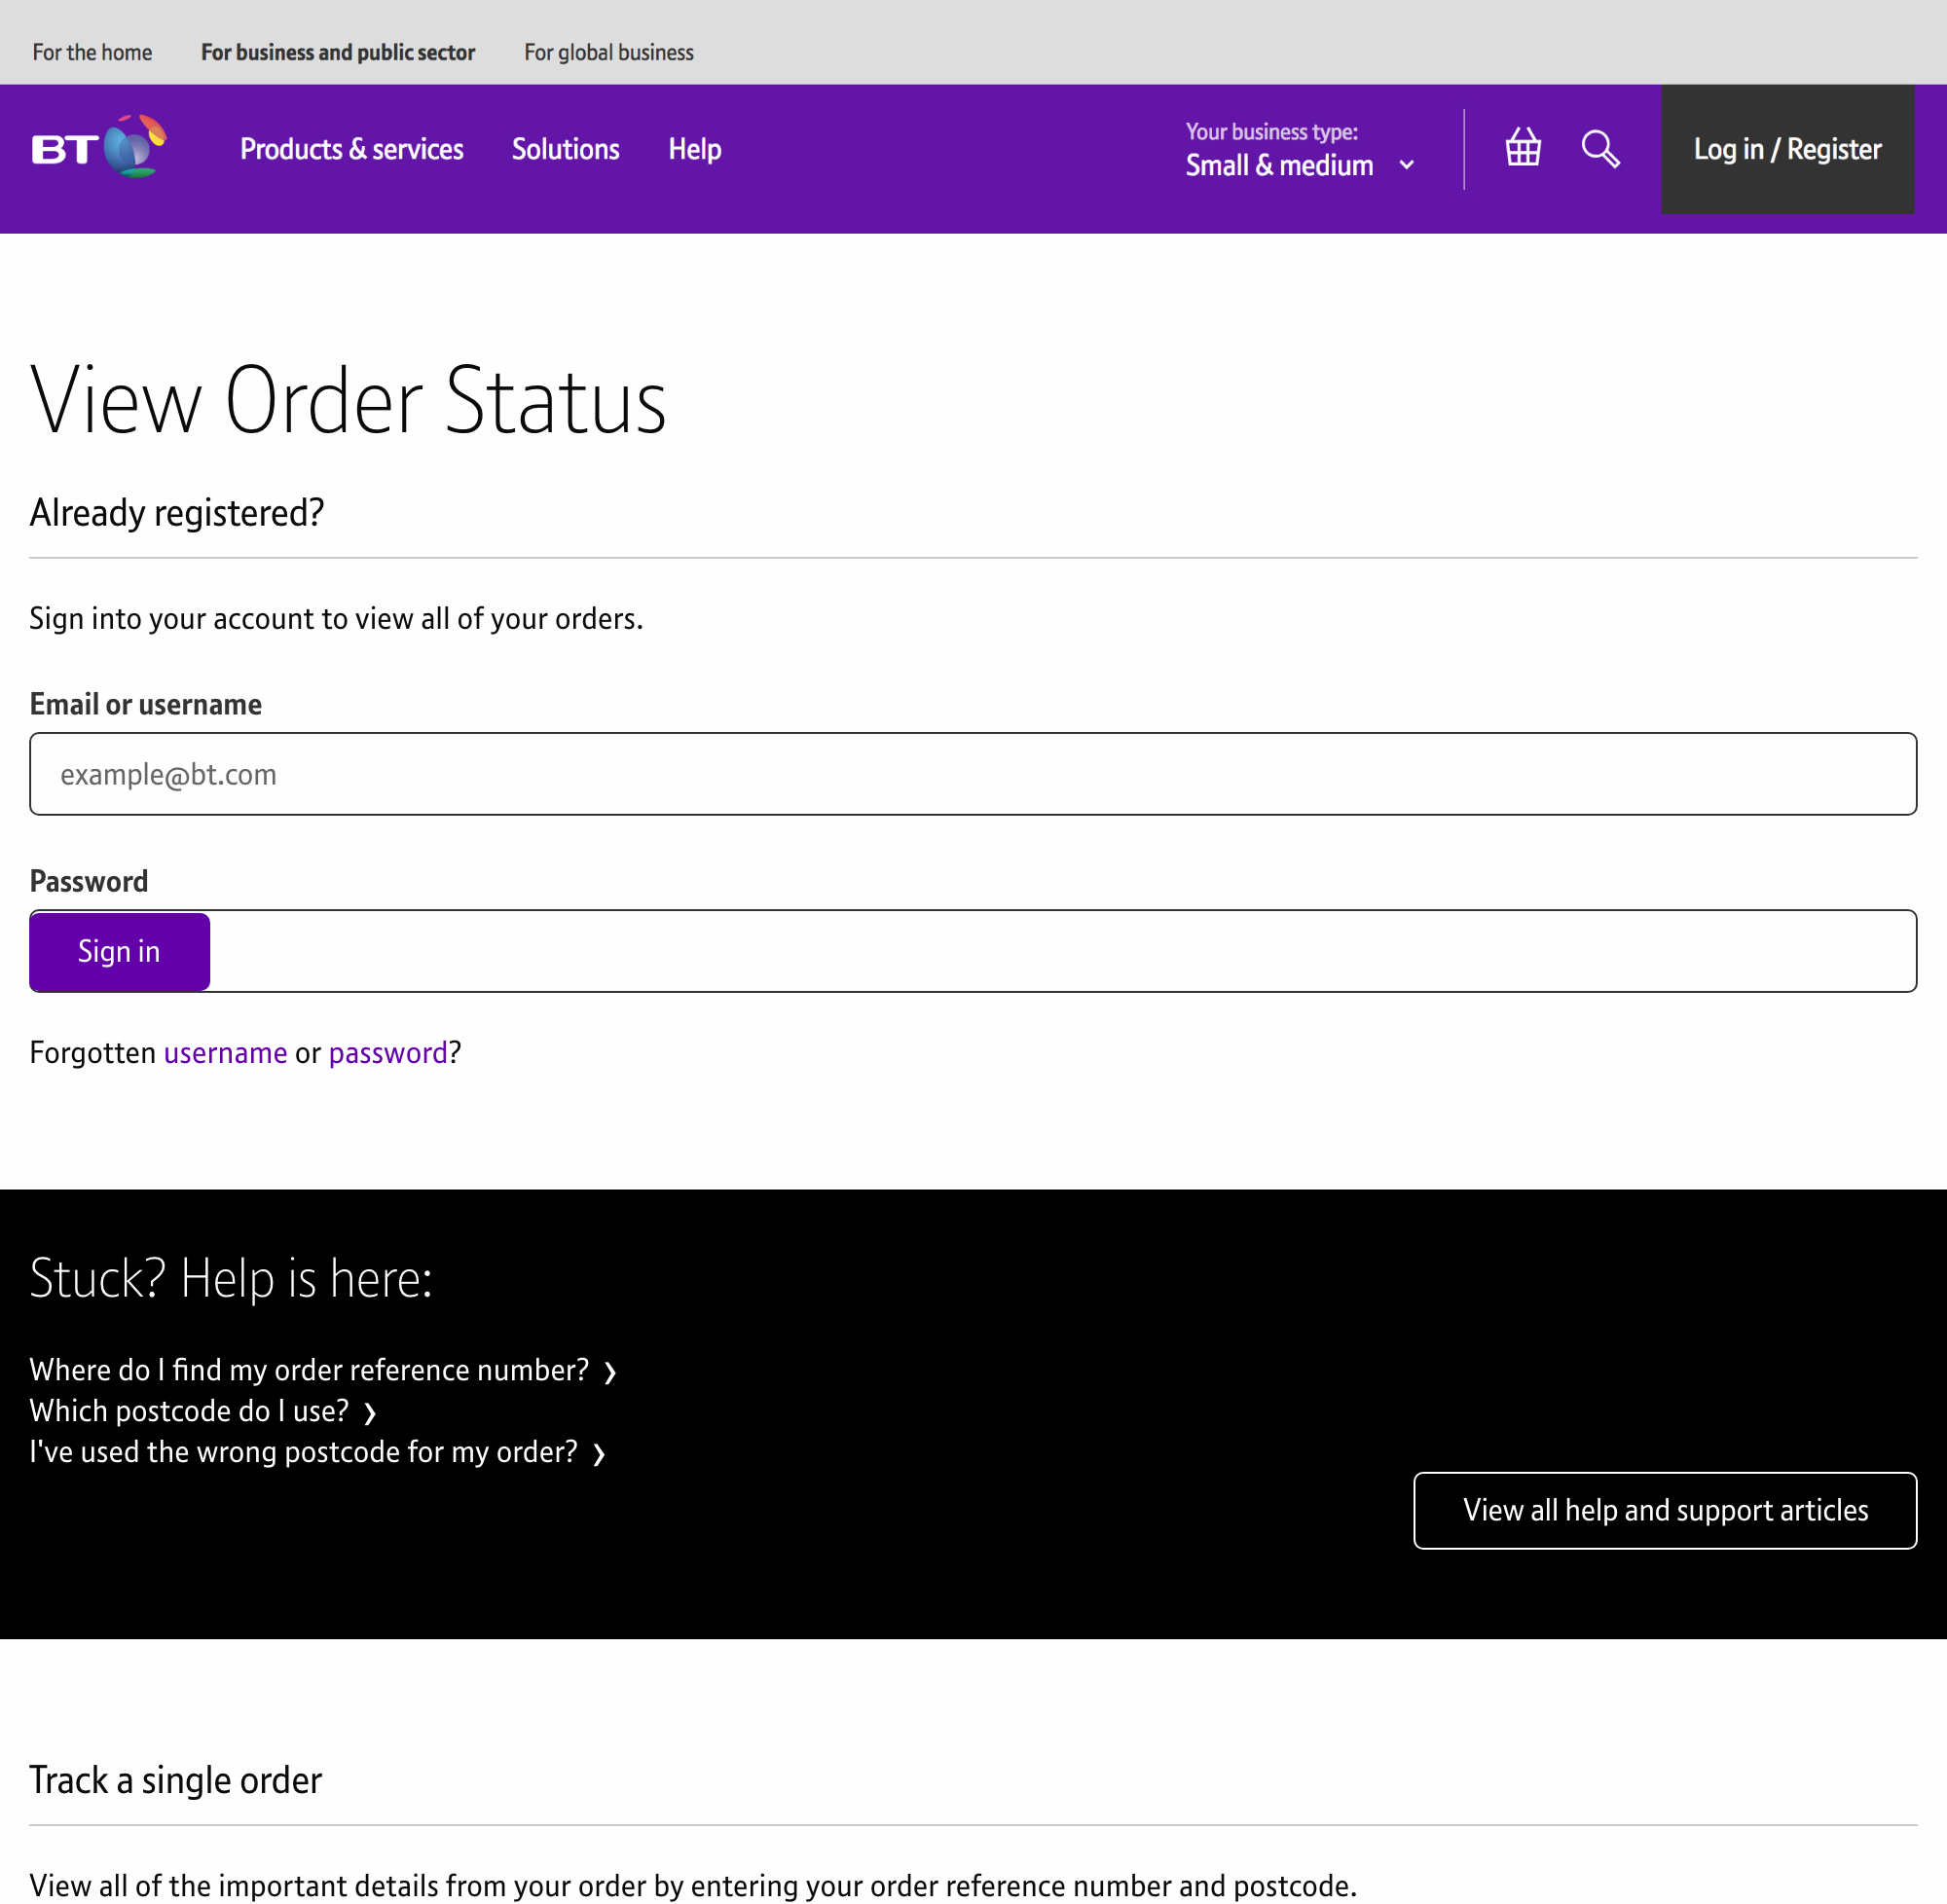 For the home For business and public sector For global business
BT Products & services Solutions Help Your business type: Small & medium Log in / Register
View Order Status
Already registered?
Sign into your account to view all of your orders.
Email or username
example@bt.com
Password
Sign in
Forgotten username or password?
Stuck? Help is here:
Where do I find my order reference number? ❯
Which postcode do I use? ❯
I've used the wrong postcode for my order? ❯
View all help and support articles
Track a single order
View all of the important details from your order by entering your order reference number and postcode.